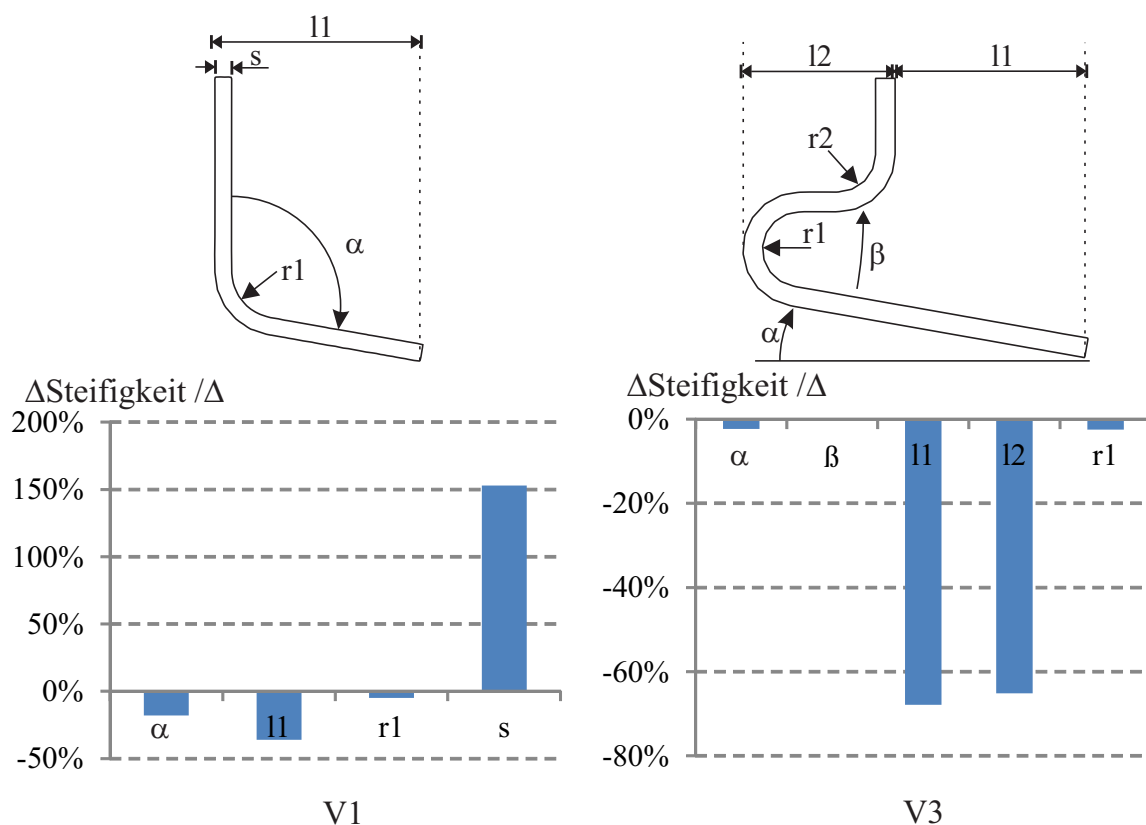 l1
s
α
r1
l2
l1
r2
r1
β
α
ΔSteifigkeit /Δ
200%
150%
100%
50%
0%
-50%
α
l1
r1
s
V1
ΔSteifigkeit /Δ
0%
-20%
-40%
-60%
-80%
α
ß
l1
l2
r1
V3